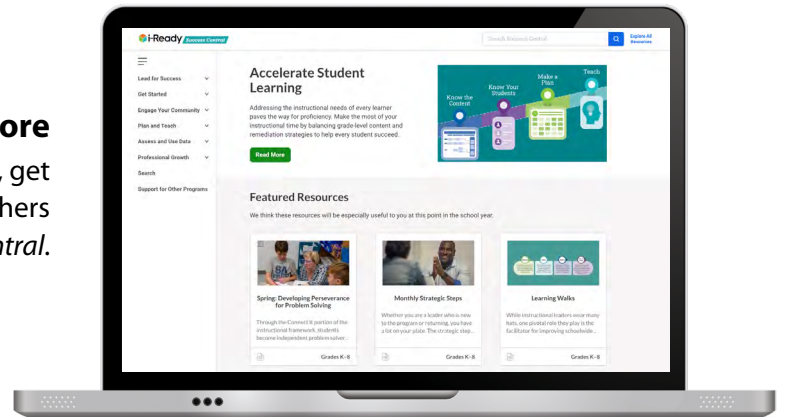 ore
, get
hers
ntral.
i-Ready Success Central
Search Success Central
Explore All
Resources
Lead for Success
Get Started
Engage Your Community
Plan and Teach
Assess and Use Data
Professional Growth
Search
Support for Other Programs
Accelerate Student
Learning
Addressing the instructional needs of every learner
paves the way for proficiency. Make the most of your
instructional time by balancing grade-level content and
remediation strategies to help every student succeed.
Read More
Know the
Content
Know Your
Students
Make a
Plan
Teach
Featured Resources
We think these resources will be especially useful to you at this point in the school year.
Spring: Developing Perseverance
for Problem Solving
Through the Connect It portion of the
instructional framework, students
become independent problem solver...
Grades K–8
Monthly Strategic Steps
Whether you are a leader who is new
to the program or returning, you have
a lot on your plate. The strategic step...
Grades K–8
Learning Walks
While instructional leaders wear many
hats, one pivotal role they play is the
facilitator for improving schoolwide...
Grades K–8